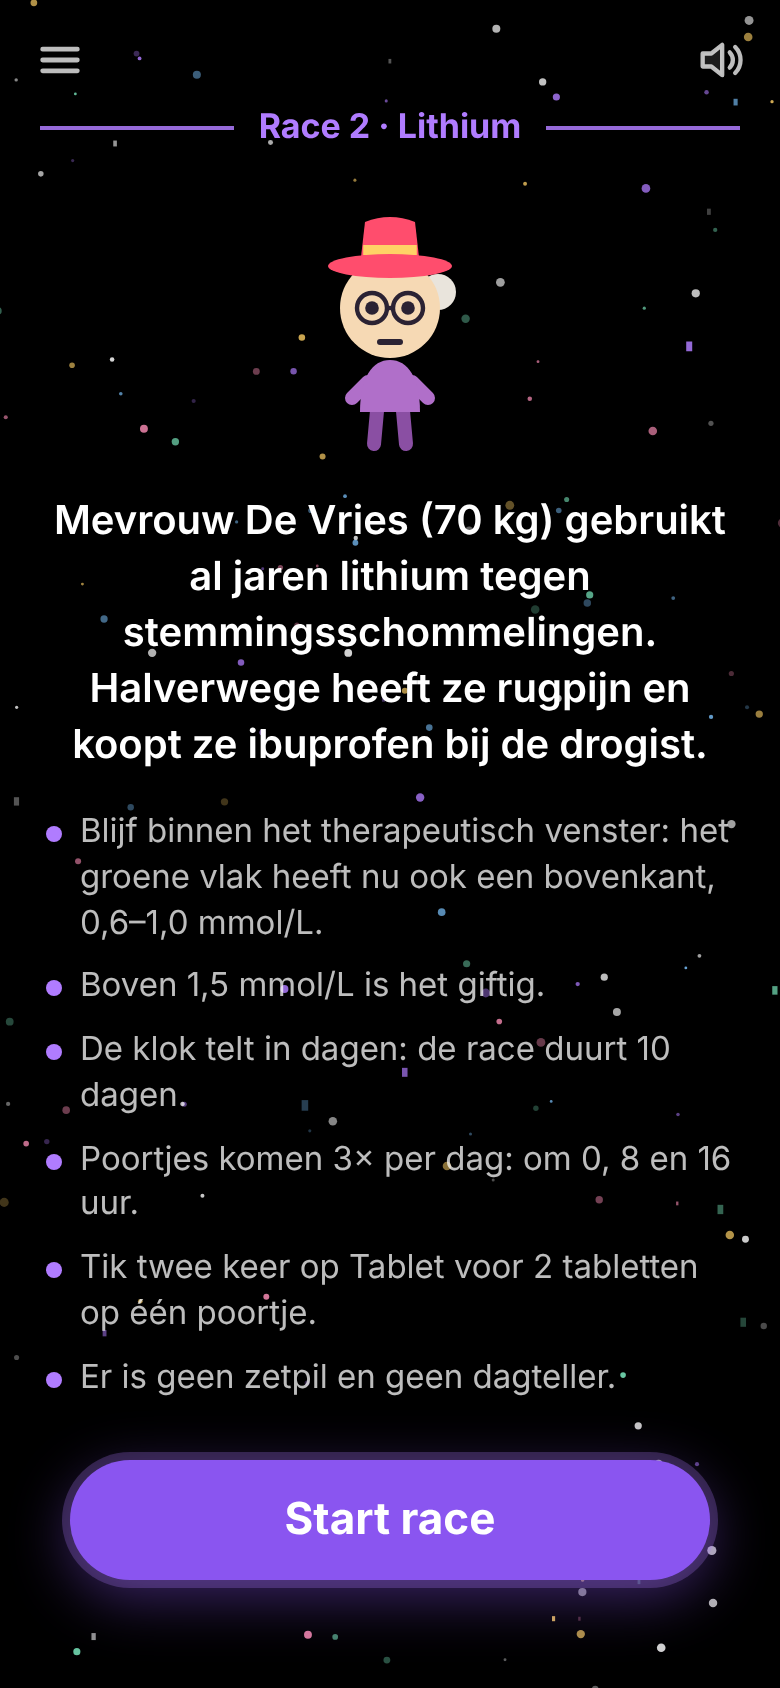 Race 2 · Lithium
Mevrouw De Vries (70 kg) gebruikt
al jaren lithium tegen
stemmingsschommelingen.
Halverwege heeft ze rugpijn en
koopt ze ibuprofen bij de drogist.
Blijf binnen het therapeutisch venster: het
groene vlak heeft nu ook een bovenkant,
0,6–1,0 mmol/L.
Boven 1,5 mmol/L is het giftig.
De klok telt in dagen: de race duurt 10
dagen.
Poortjes komen 3× per dag: om 0, 8 en 16
uur.
Tik twee keer op Tablet voor 2 tabletten
op één poortje.
Er is geen zetpil en geen dagteller.
Start race